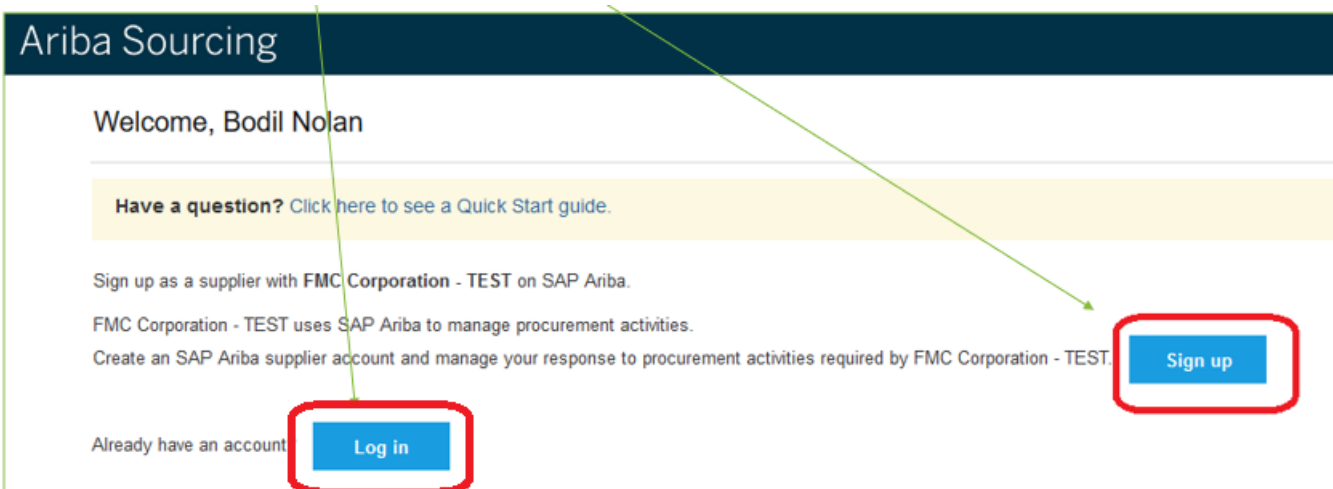 Ariba Sourcing
Welcome, Bodil Nolan
Have a question? Click here to see a Quick Start guide.
Sign up as a supplier with FMC Corporation - TEST on SAP Ariba.
FMC Corporation - TEST uses SAP Ariba to manage procurement activities.
Create an SAP Ariba supplier account and manage your response to procurement activities required by FMC Corporation - TEST. Sign up
Already have an account? Log in